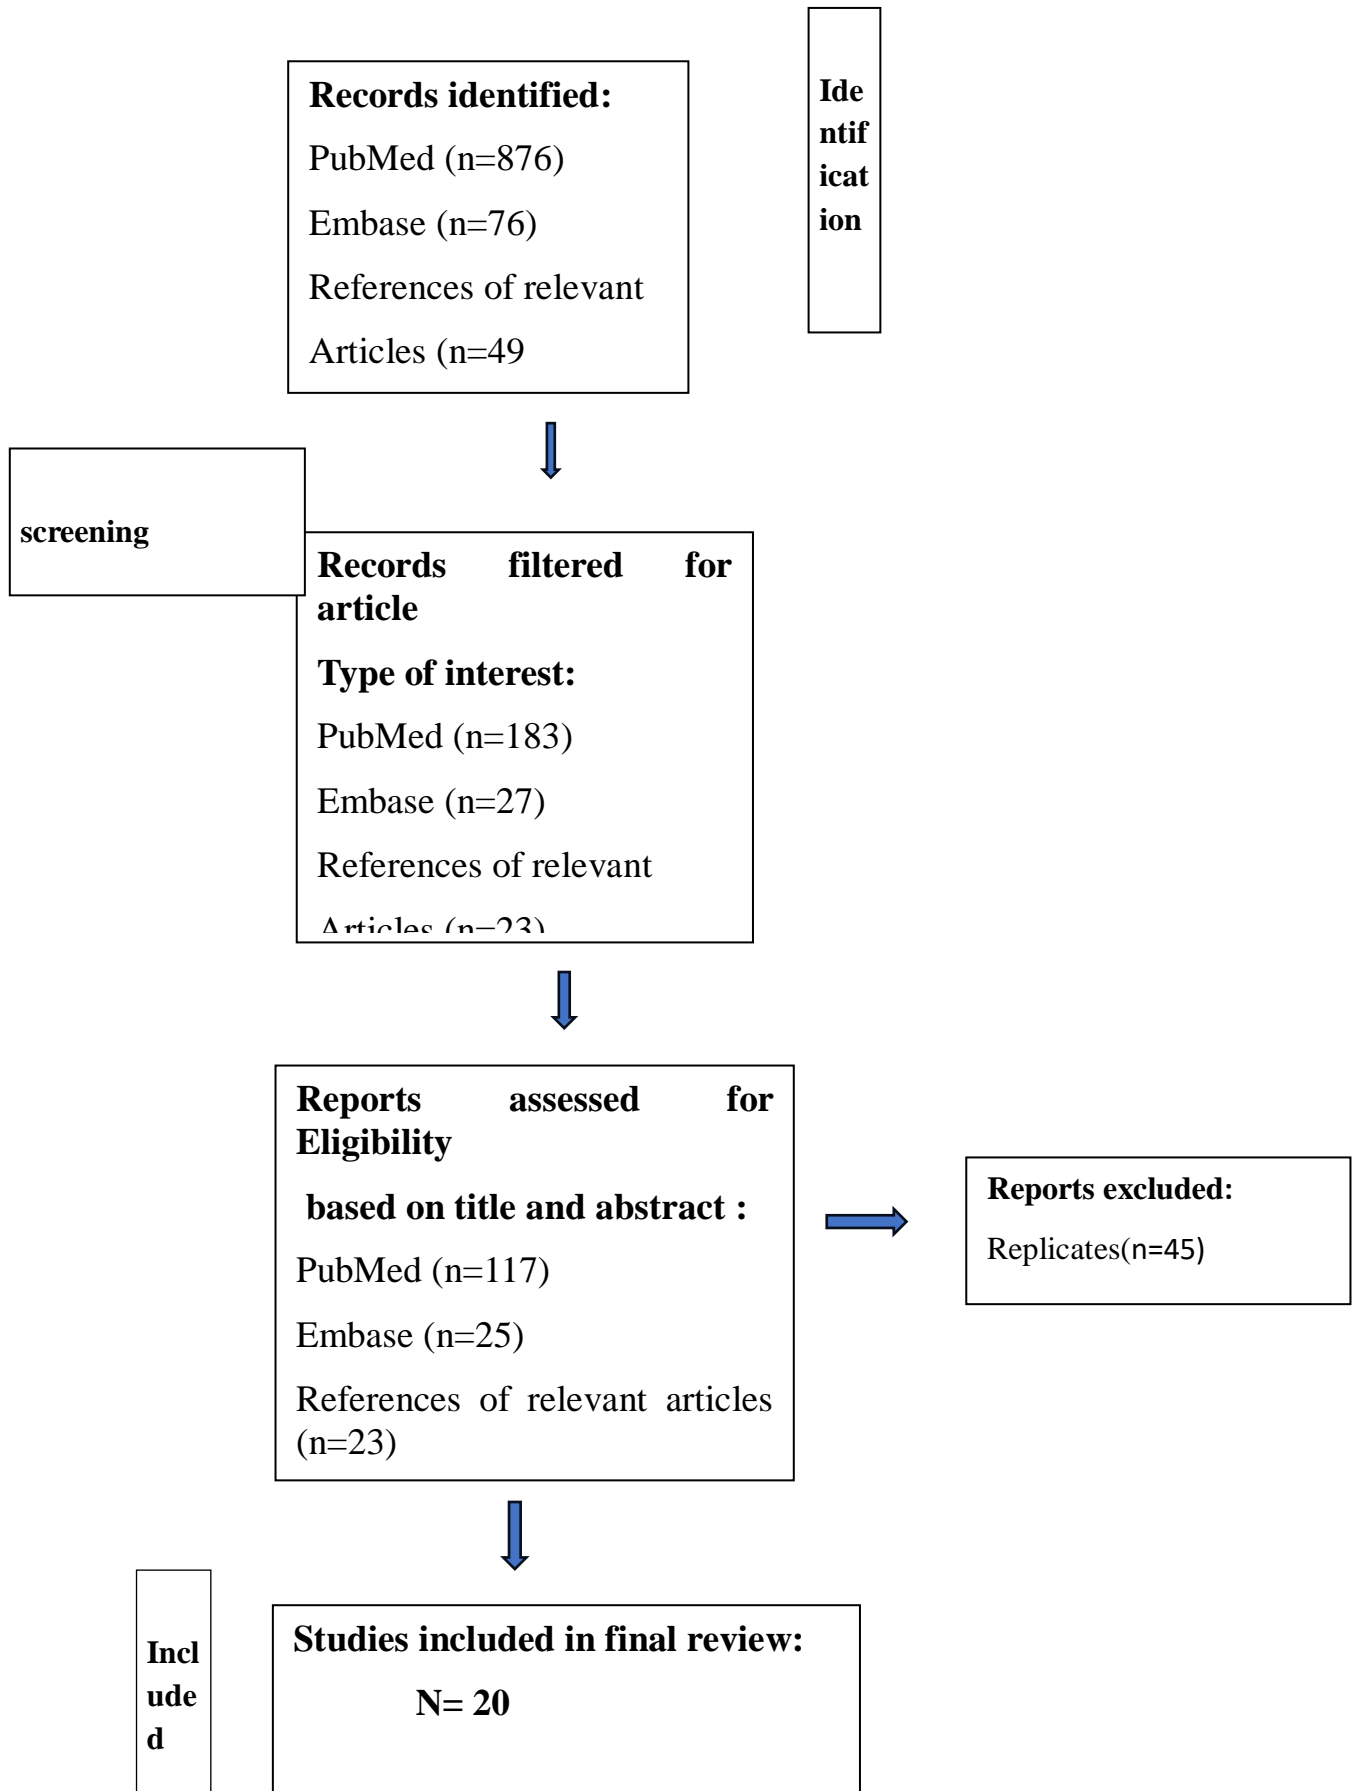 Records identified:
PubMed (n=876)
Embase (n=76)
References of relevant
Articles (n=49
Ide
ntif
icat
ion
screening
Records filtered for
article
Type of interest:
PubMed (n=183)
Embase (n=27)
References of relevant
Articles (n=23)
Reports assessed for
Eligibility
based on title and abstract :
PubMed (n=117)
Embase (n=25)
References of relevant articles
(n=23)
Reports excluded:
Replicates(n=45)
Incl
ude
d
Studies included in final review:
N= 20